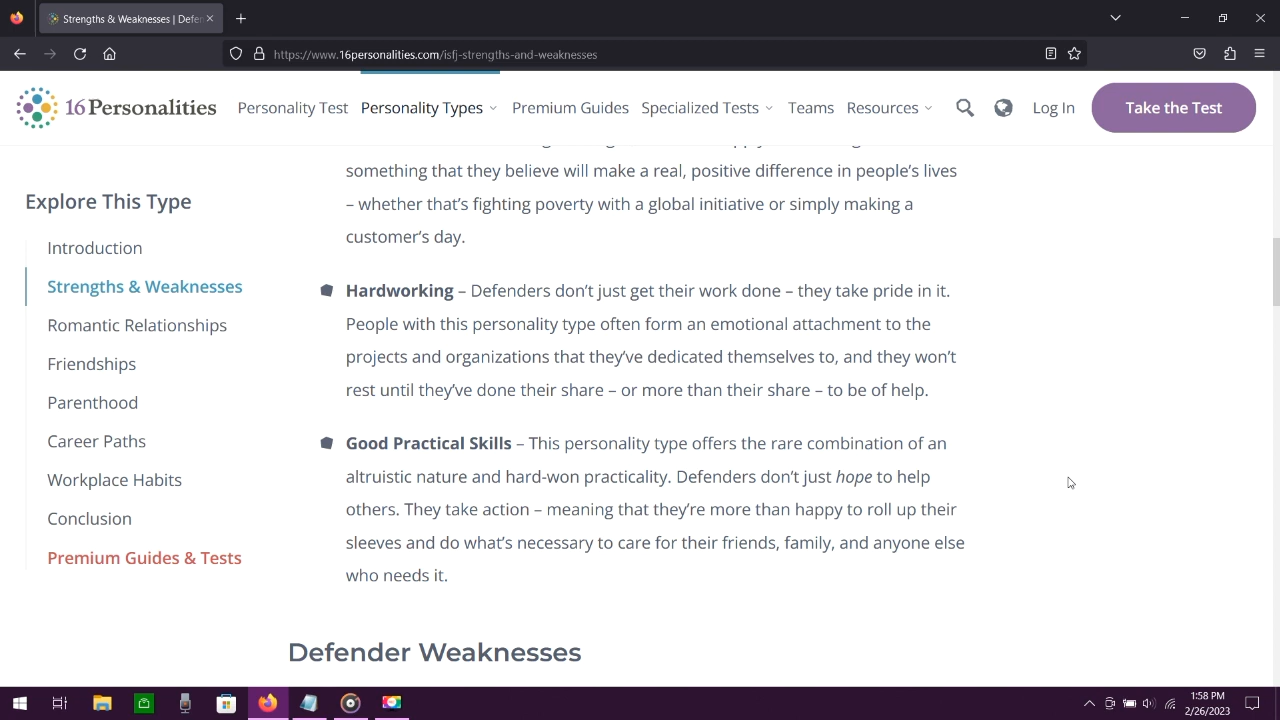 Strengths & Weaknesses | Defer
https://www.16personalities.com/isfj-strengths-and-weaknesses
16Personalities
Personality Test
Personality Types
Premium Guides
Specialized Tests
Teams
Resources
Log In
Take the Test
Explore This Type
Introduction
Strengths & Weaknesses
Romantic Relationships
Friendships
Parenthood
Career Paths
Workplace Habits
Conclusion
Premium Guides & Tests
something that they believe will make a real, positive difference in people's lives
– whether that's fighting poverty with a global initiative or simply making a
customer's day.
Hardworking – Defenders don't just get their work done – they take pride in it.
People with this personality type often form an emotional attachment to the
projects and organizations that they've dedicated themselves to, and they won't
rest until they've done their share – or more than their share – to be of help.
Good Practical Skills – This personality type offers the rare combination of an
altruistic nature and hard-won practicality. Defenders don't just hope to help
others. They take action – meaning that they're more than happy to roll up their
sleeves and do what's necessary to care for their friends, family, and anyone else
who needs it.
Defender Weaknesses
1:58 PM
2/26/2023